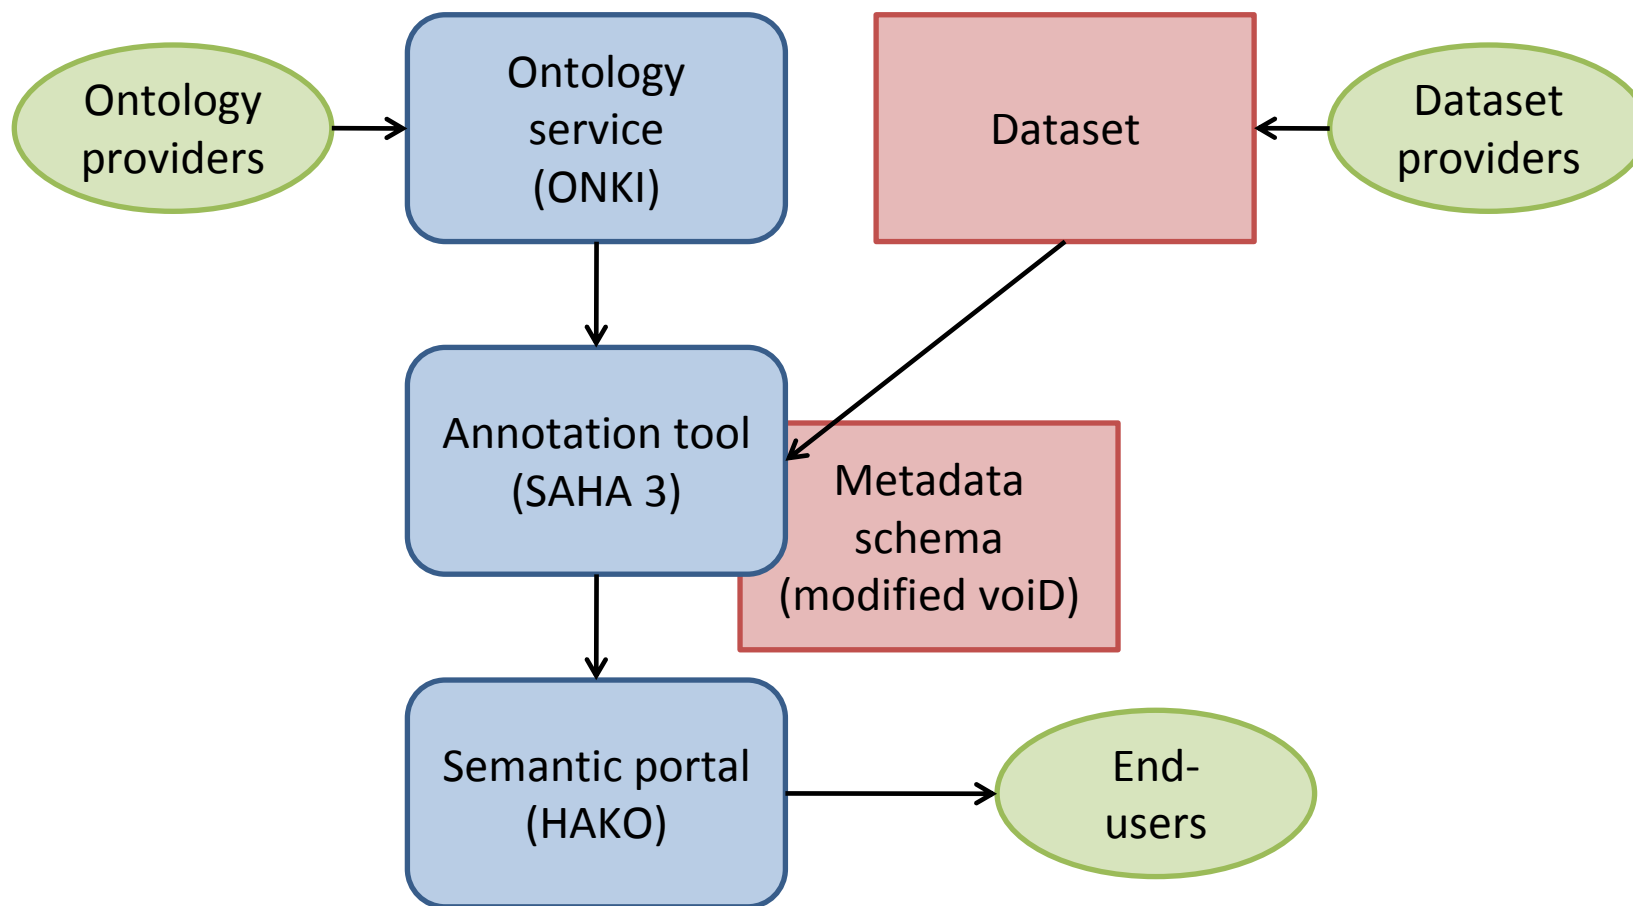 Ontology
providers
Ontology
service
(ONKI)
Dataset
Dataset
providers
Annotation tool
(SAHA 3)
Metadata
schema
(modified voiD)
Semantic portal
(HAKO)
End-
users